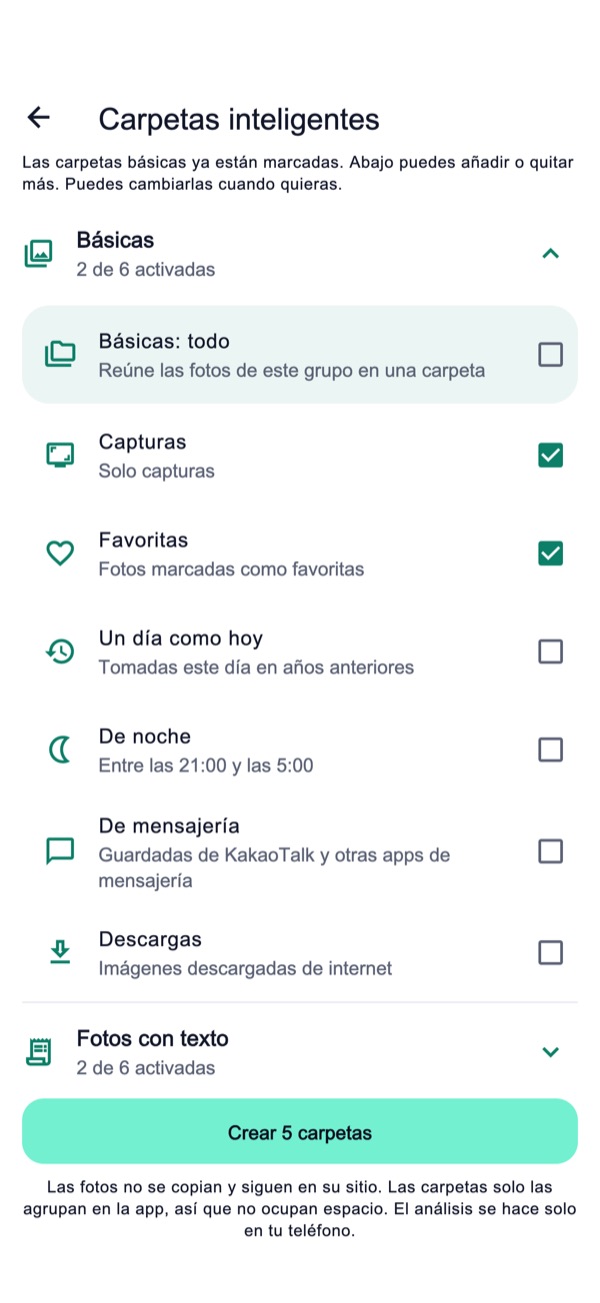 Carpetas inteligentes
Las carpetas básicas ya están marcadas. Abajo puedes añadir o quitar
más. Puedes cambiarlas cuando quieras.
Básicas
2 de 6 activadas
Básicas: todo
Reúne las fotos de este grupo en una carpeta
Capturas
Solo capturas
Favoritas
Fotos marcadas como favoritas
Un día como hoy
Tomadas este día en años anteriores
De noche
Entre las 21:00 y las 5:00
De mensajería
Guardadas de KakaoTalk y otras apps de
mensajería
Descargas
Imágenes descargadas de internet
Fotos con texto
2 de 6 activadas
Crear 5 carpetas
Las fotos no se copian y siguen en su sitio. Las carpetas solo las
agrupan en la app, así que no ocupan espacio. El análisis se hace solo
en tu teléfono.